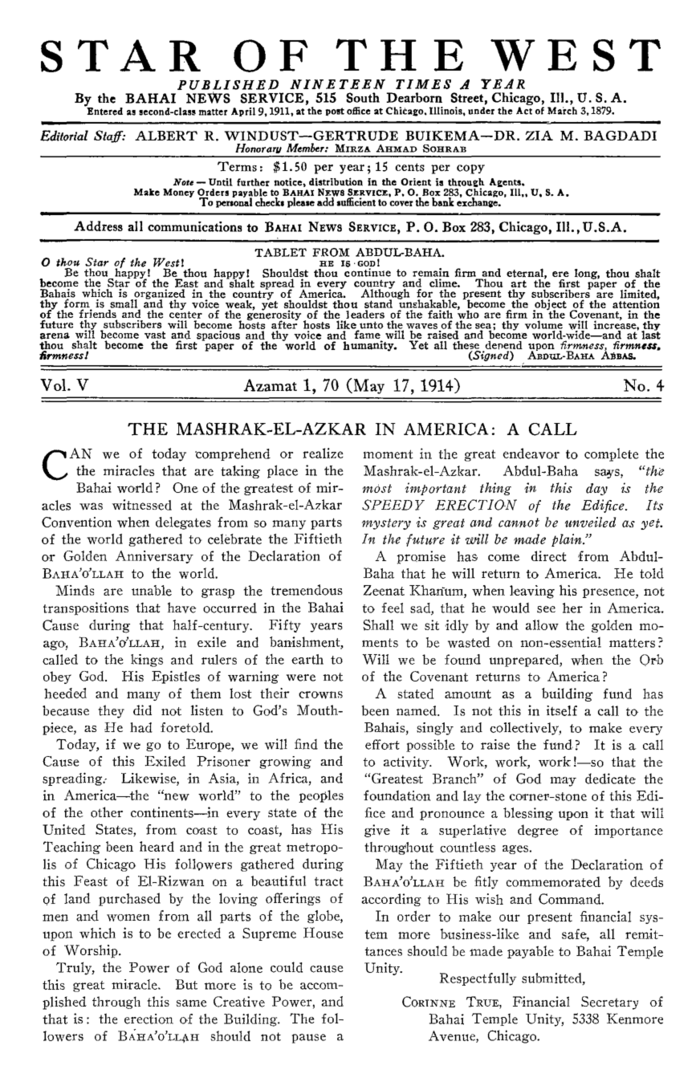 STAR OF THE WEST
PUBLISHED NINETEEN TIMES A YEAR
By the BAHAI NEWS SERVICE, 515 South Dearborn Street, Chicago, Ill., U. S. A.
Entered as second-class matter April 9, 1911, at the post office at Chicago, Illinois, under the Act of March 3, 1879.
Editorial Staff: ALBERT R. WINDUST—GERTRUDE BUIKEMA—DR. ZIA M. BAGDADI
Honorary Member: MIRZA AHMAD SOHRAB
Terms: $1.50 per year; 15 cents per copy
Note — Until further notice, distribution in the Orient is through Agents.
Make Money Orders payable to BAHAI NEWS SERVICE, P. O. Box 283, Chicago, Ill., U. S. A.
To personal checks please add sufficient to cover the bank exchange.
Address all communications to BAHAI NEWS SERVICE, P. O. Box 283, Chicago, Ill., U.S.A.
TABLET FROM ABDUL-BAHA.
O thou Star of the West! HE IS GOD!
Be thou happy! Be thou happy! Shouldst thou continue to remain firm and eternal, ere long, thou shalt
become the Star of the East and shalt spread in every country and clime. Thou art the first paper of the
Bahais which is organized in the country of America. Although for the present thy subscribers are limited,
thy form is small and thy voice weak, yet shouldst thou stand unshakable, become the object of the attention
of the friends and the center of the generosity of the leaders of the faith who are firm in the Covenant, in the
future thy subscribers will become hosts after hosts like unto the waves of the sea; thy volume will increase, thy
arena will become vast and spacious and thy voice and fame will be raised and become world-wide—and at last
thou shalt become the first paper of the world of humanity. Yet all these depend upon firmness, firmness,
firmness! (Signed) ABDUL-BAHA ABBAS.
Vol. V Azamat 1, 70 (May 17, 1914) No. 4
THE MASHRAK-EL-AZKAR IN AMERICA: A CALL
CAN we of today comprehend or realize
the miracles that are taking place in the
Bahai world? One of the greatest of mir-
acles was witnessed at the Mashrak-el-Azkar
Convention when delegates from so many parts
of the world gathered to celebrate the Fiftieth
or Golden Anniversary of the Declaration of
BAHA'O'LLAH to the world.
Minds are unable to grasp the tremendous
transpositions that have occurred in the Bahai
Cause during that half-century. Fifty years
ago, BAHA'O'LLAH, in exile and banishment,
called to the kings and rulers of the earth to
obey God. His Epistles of warning were not
heeded and many of them lost their crowns
because they did not listen to God's Mouth-
piece, as He had foretold.
Today, if we go to Europe, we will find the
Cause of this Exiled Prisoner growing and
spreading. Likewise, in Asia, in Africa, and
in America—the "new world" to the peoples
of the other continents—in every state of the
United States, from coast to coast, has His
Teaching been heard and in the great metropo-
lis of Chicago His followers gathered during
this Feast of El-Rizwan on a beautiful tract
of land purchased by the loving offerings of
men and women from all parts of the globe,
upon which is to be erected a Supreme House
of Worship.
Truly, the Power of God alone could cause
this great miracle. But more is to be accom-
plished through this same Creative Power, and
that is: the erection of the Building. The fol-
lowers of BAHA'O'LLAH should not pause a
moment in the great endeavor to complete the
Mashrak-el-Azkar. Abdul-Baha says, "the
most important thing in this day is the
SPEEDY ERECTION of the Edifice. Its
mystery is great and cannot be unveiled as yet.
In the future it will be made plain."
A promise has come direct from Abdul-
Baha that he will return to America. He told
Zeenat Khanum, when leaving his presence, not
to feel sad, that he would see her in America.
Shall we sit idly by and allow the golden mo-
ments to be wasted on non-essential matters?
Will we be found unprepared, when the Orb
of the Covenant returns to America?
A stated amount as a building fund has
been named. Is not this in itself a call to the
Bahais, singly and collectively, to make every
effort possible to raise the fund? It is a call
to activity. Work, work, work!—so that the
"Greatest Branch" of God may dedicate the
foundation and lay the corner-stone of this Edi-
fice and pronounce a blessing upon it that will
give it a superlative degree of importance
throughout countless ages.
May the Fiftieth year of the Declaration of
BAHA'O'LLAH be fitly commemorated by deeds
according to His wish and Command.
In order to make our present financial sys-
tem more business-like and safe, all remit-
tances should be made payable to Bahai Temple
Unity.
Respectfully submitted,
CORINNE TRUE, Financial Secretary of
Bahai Temple Unity, 5338 Kenmore
Avenue, Chicago.